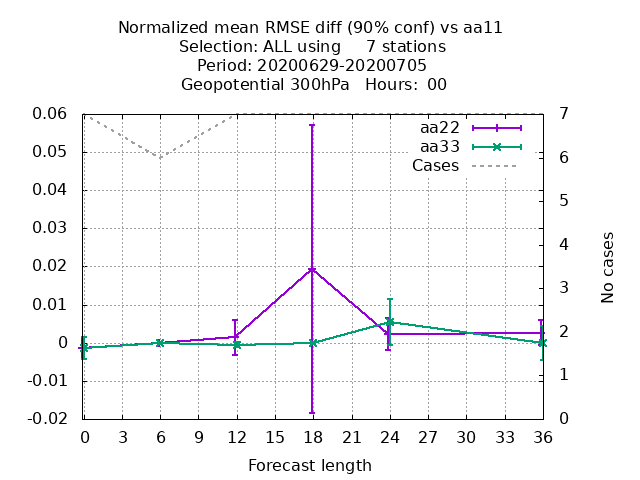 Normalized mean RMSE diff (90% conf) vs aa11
Selection: ALL using     7 stations
Period: 20200629-20200705
Geopotential 300hPa   Hours:  00
0.06
0.05
0.04
0.03
0.02
0.01
0
-0.01
-0.02
7
6
5
4
3
2
1
0
aa22
aa33
Cases
No cases
0 3 6 9 12 15 18 21 24 27 30 33 36
Forecast length